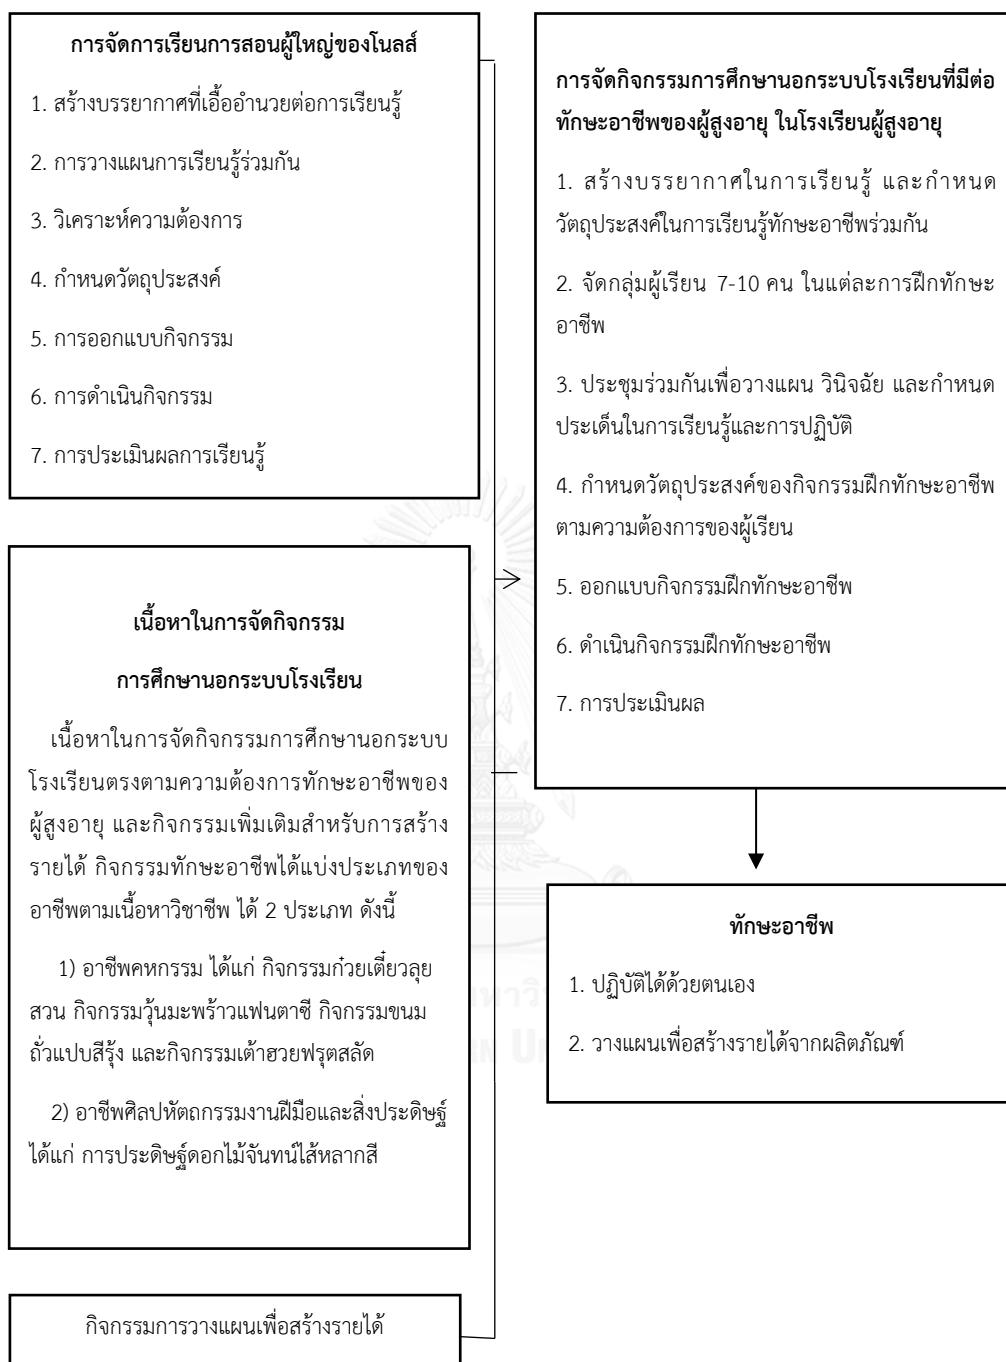 การจัดการเรียนการสอนผู้ใหญ่ของโนลส์
1. สร้างบรรยากาศที่เอื้ออำนวยต่อการเรียนรู้
2. การวางแผนการเรียนรู้ร่วมกัน
3. วิเคราะห์ความต้องการ
4. กำหนดวัตถุประสงค์
5. การออกแบบกิจกรรม
6. การดำเนินกิจกรรม
7. การประเมินผลการเรียนรู้
เนื้อหาในการจัดกิจกรรม
การศึกษานอกระบบโรงเรียน
เนื้อหาในการจัดกิจกรรมการศึกษานอกระบบ
โรงเรียนตรงตามความต้องการทักษะอาชีพของ
ผู้สูงอายุ และกิจกรรมเพิ่มเติมสำหรับการสร้าง
รายได้ กิจกรรมทักษะอาชีพได้แบ่งประเภทของ
อาชีพตามเนื้อหาวิชาชีพ ได้ 2 ประเภท ดังนี้
1) อาชีพคหกรรม ได้แก่ กิจกรรมก๋วยเตี๋ยวลุย
สวน กิจกรรมวุ้นมะพร้าวแฟนตาซี กิจกรรมขนม
ถั่วแปบสีรุ้ง และกิจกรรมเต้าฮวยฟรุตสลัด
2) อาชีพศิลปหัตถกรรมงานฝีมือและสิ่งประดิษฐ์
ได้แก่ การประดิษฐ์ดอกไม้จันทน์ไส้หลากสี
กิจกรรมการวางแผนเพื่อสร้างรายได้
การจัดกิจกรรมการศึกษานอกระบบโรงเรียนที่มีต่อ
ทักษะอาชีพของผู้สูงอายุ ในโรงเรียนผู้สูงอายุ
1. สร้างบรรยากาศในการเรียนรู้ และกำหนด
วัตถุประสงค์ในการเรียนรู้ทักษะอาชีพร่วมกัน
2. จัดกลุ่มผู้เรียน 7-10 คน ในแต่ละการฝึกทักษะ
อาชีพ
3. ประชุมร่วมกันเพื่อวางแผน วินิจฉัย และกำหนด
ประเด็นในการเรียนรู้และการปฏิบัติ
4. กำหนดวัตถุประสงค์ของกิจกรรมฝึกทักษะอาชีพ
ตามความต้องการของผู้เรียน
5. ออกแบบกิจกรรมฝึกทักษะอาชีพ
6. ดำเนินกิจกรรมฝึกทักษะอาชีพ
7. การประเมินผล
ทักษะอาชีพ
1. ปฏิบัติได้ด้วยตนเอง
2. วางแผนเพื่อสร้างรายได้จากผลิตภัณฑ์